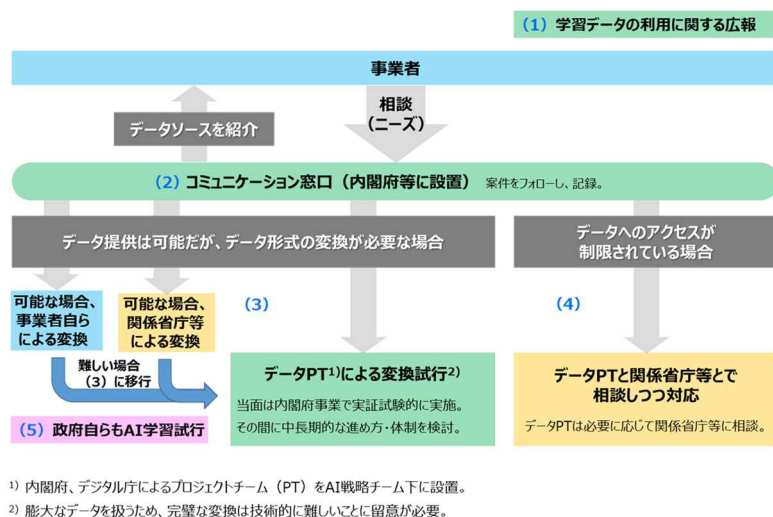 (1) 学習データの利用に関する広報
事業者
相談
(ニーズ)
データソースを紹介
(2) コミュニケーション窓口(内閣府等に設置) 案件をフォローし、記録。
データ提供は可能だが、データ形式の変換が必要な場合
データへのアクセスが
制限されている場合
可能な場合、
事業者自ら
による変換
可能な場合、
関係省庁等
による変換
(3)
(4)
難しい場合
(3)に移行
データPT1)による変換試行2)
当面は内閣府事業で実証試験的に実施。
その間に中長期的な進め方・体制を検討。
データPTと関係省庁等とで
相談しつつ対応
データPTは必要に応じて関係省庁等に相談。
(5) 政府自らもAI学習試行
1) 内閣府、デジタル庁によるプロジェクトチーム(PT)をAI戦略チーム下に設置。
2) 膨大なデータを扱うため、完璧な変換は技術的に難しいことに留意が必要。